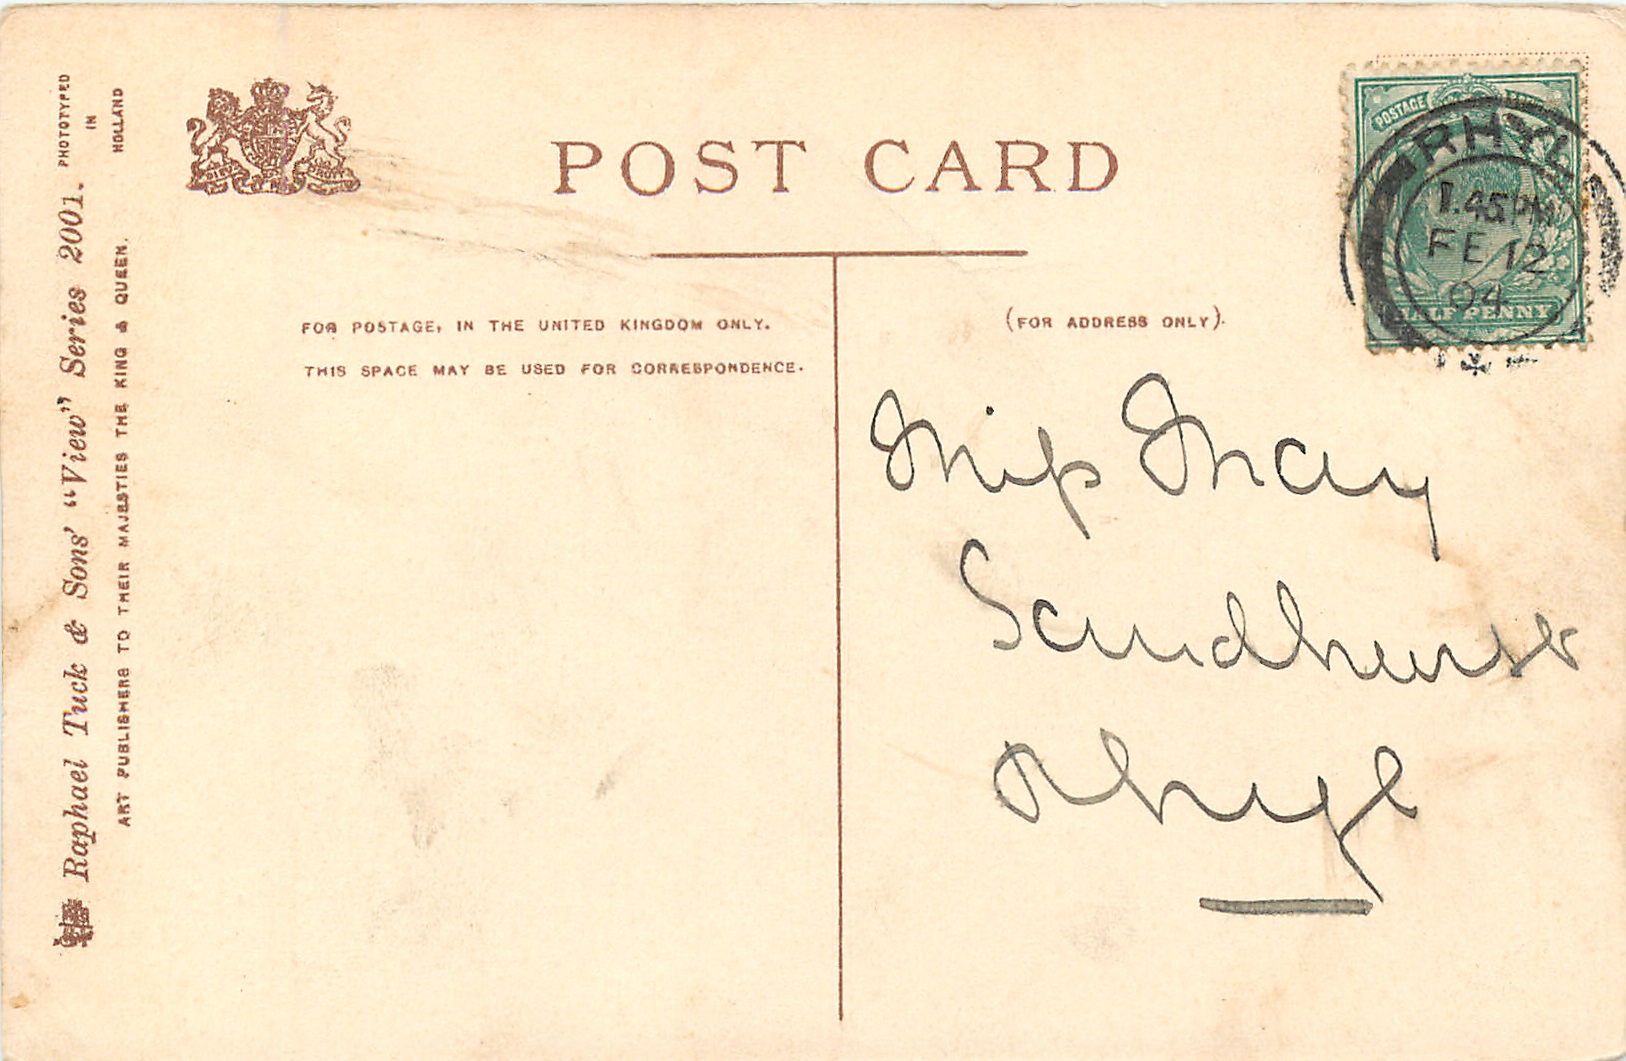 PHOTOTYPED
IN
HOLLAND
Raphael Tuck & Sons' "View" Series 2001.
ART PUBLISHERS TO THEIR MAJESTIES THE KING & QUEEN.
DIEU DROIT
POST CARD
FOR POSTAGE, IN THE UNITED KINGDOM ONLY.
THIS SPACE MAY BE USED FOR CORRESPONDENCE.
(FOR ADDRESS ONLY).
POSTAGE
HALF PENNY
RHYL
1.45 PM
FE 12
04
Miss May
Sandhurst
Rhyl